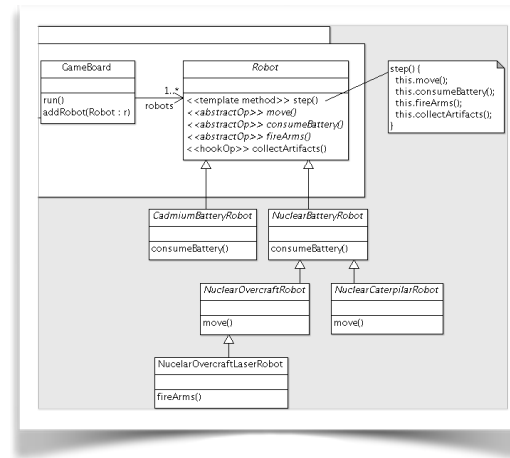 GameBoard
run()
addRobot(Robot : r)
1..*
robots
Robot
<<template method>> step()
<<abstractOp>> move()
<<abstractOp>> consumeBattery()
<<abstractOp>> fireArms()
<<hookOp>> collectArtifacts()
step() {
this.move();
this.consumeBattery();
this.fireArms();
this.collectArtifacts();
}
CadmiumBatteryRobot
consumeBattery()
NuclearBatteryRobot
consumeBattery()
NuclearOvercraftRobot
move()
NuclearCaterpilarRobot
move()
NucelarOvercraftLaserRobot
fireArms()